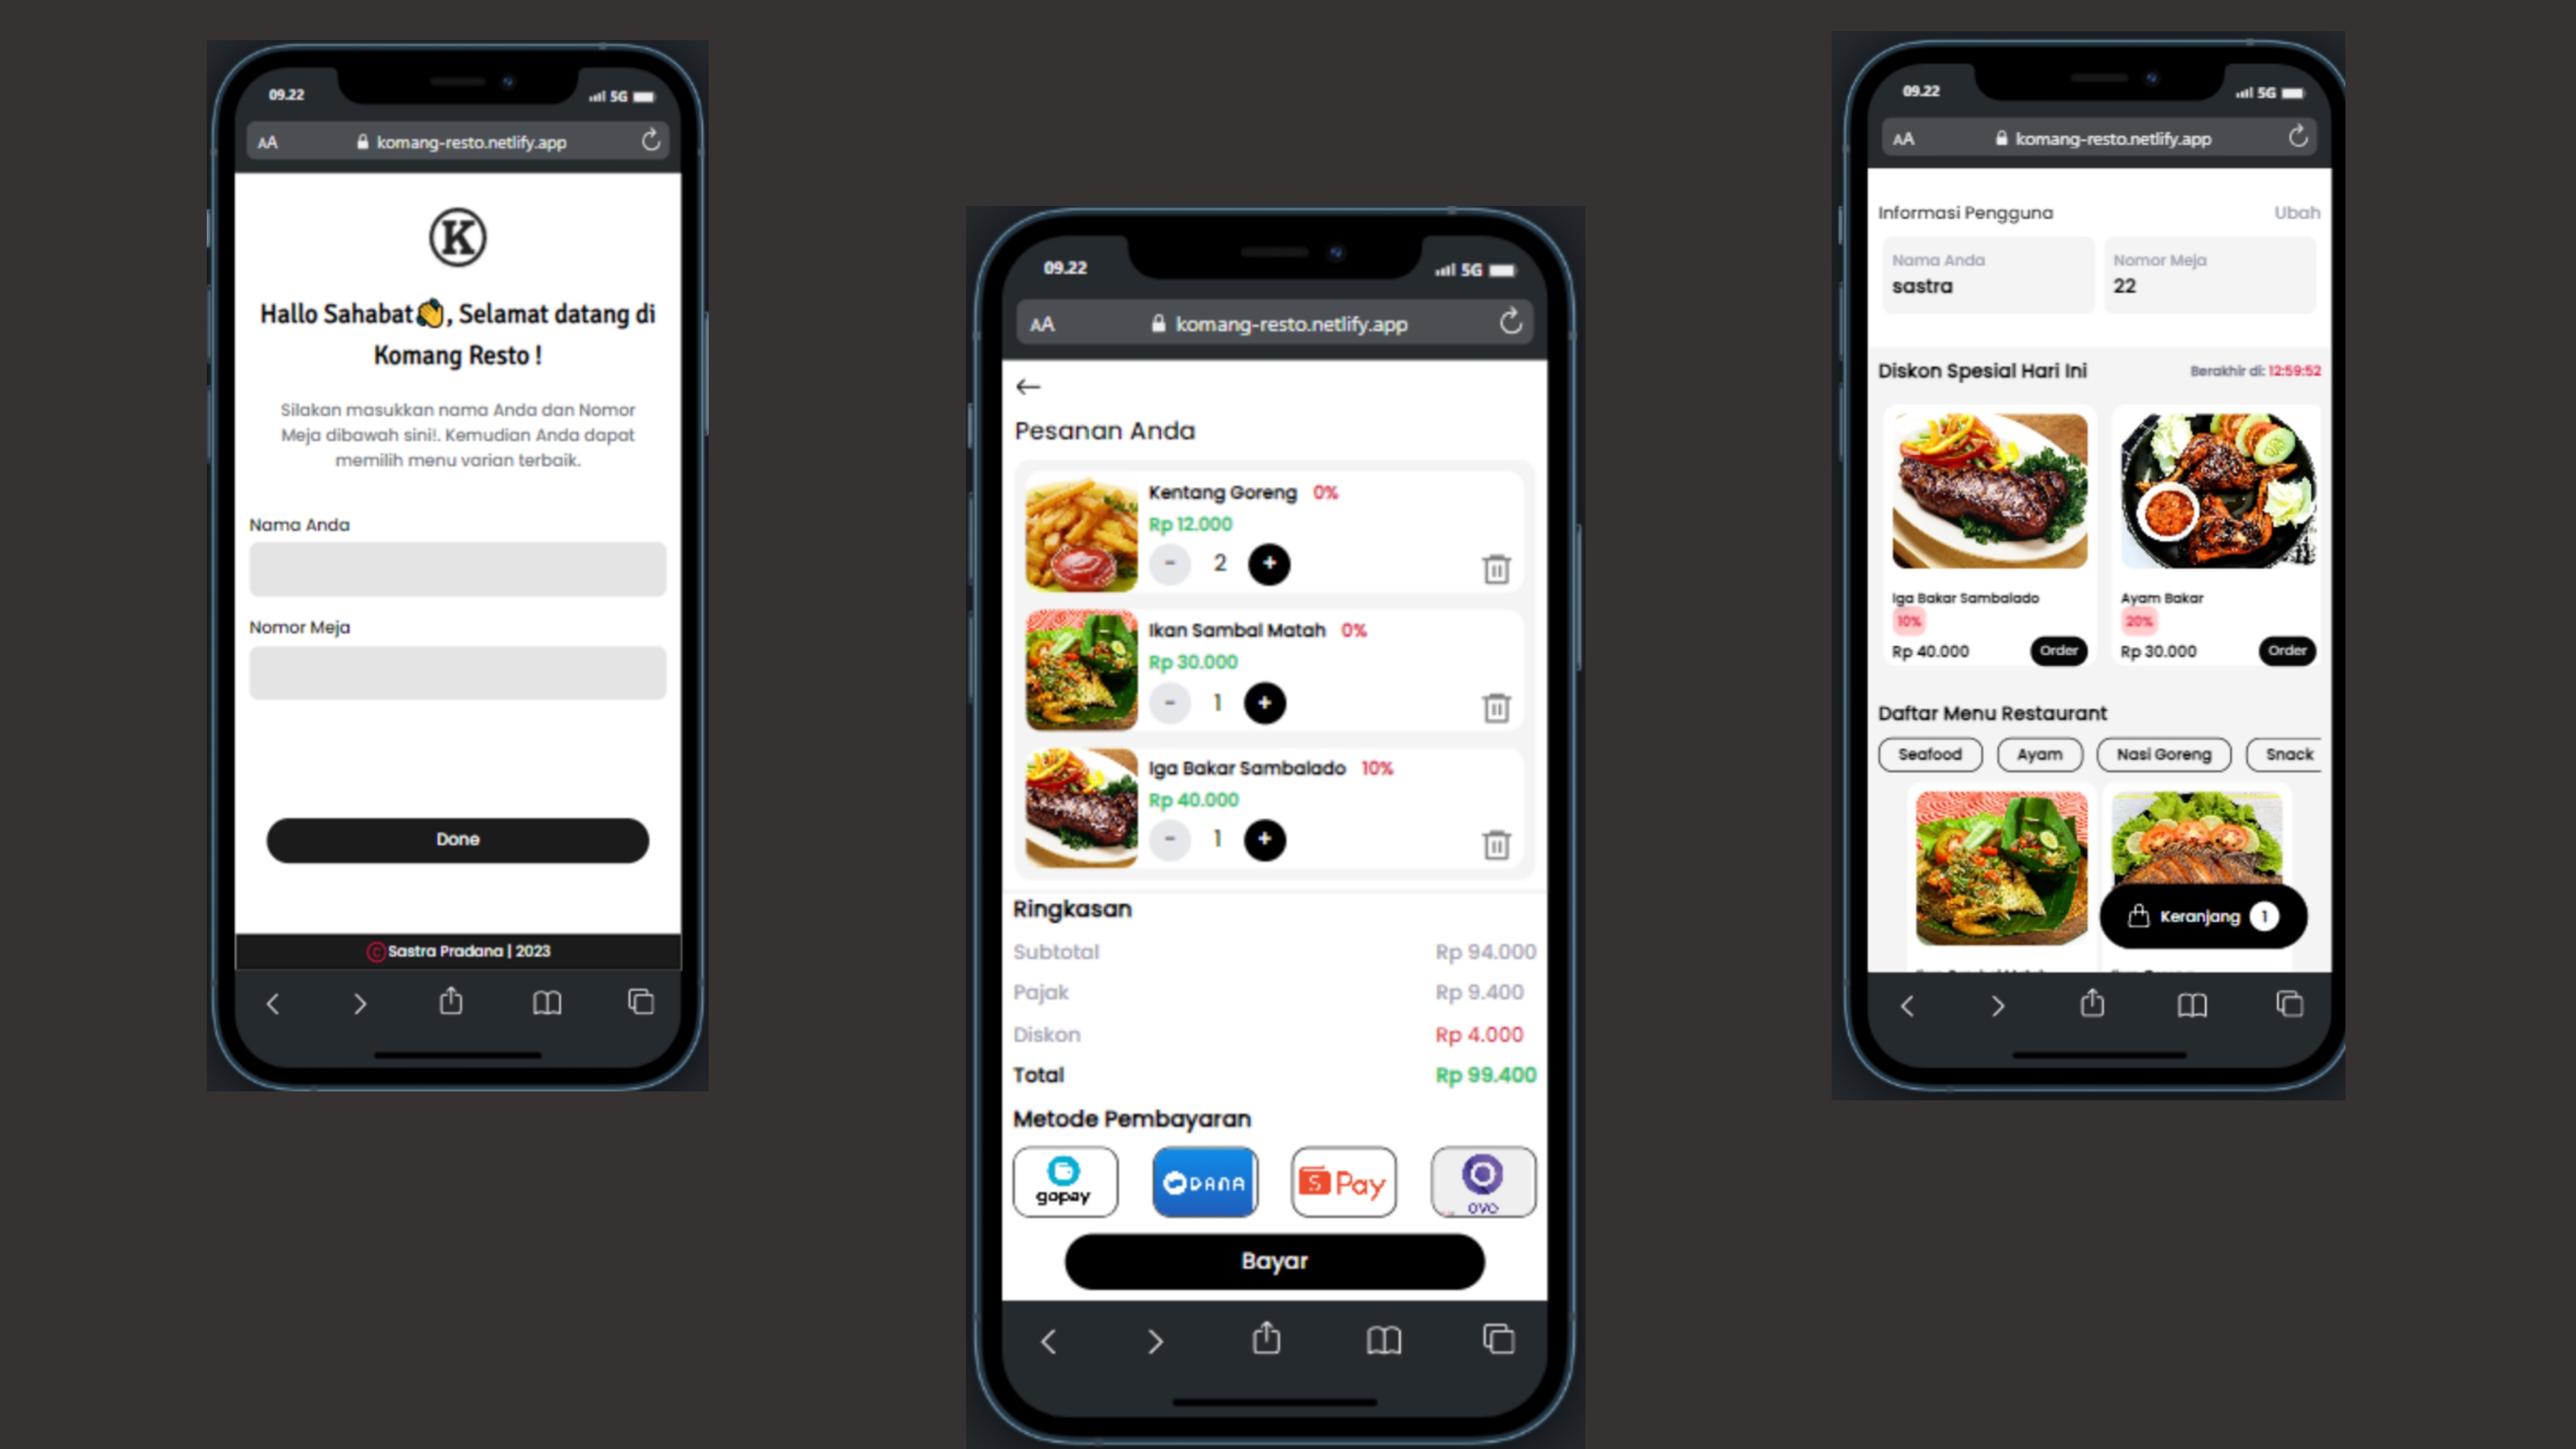 09.22
5G
AA
komang-resto.netlify.app
K
Hallo Sahabat👋, Selamat datang di
Komang Resto !
Silakan masukkan nama Anda dan Nomor
Meja dibawah sini!. Kemudian Anda dapat
memilih menu varian terbaik.
Nama Anda
Nomor Meja
Done
©Sastra Pradana | 2023
09.22
5G
AA
komang-resto.netlify.app
←
Pesanan Anda
Kentang Goreng 0%
Rp 12.000
- 2 +
Ikan Sambal Matah 0%
Rp 30.000
- 1 +
Iga Bakar Sambalado 10%
Rp 40.000
- 1 +
Ringkasan
Subtotal Rp 94.000
Pajak Rp 9.400
Diskon Rp 4.000
Total Rp 99.400
Metode Pembayaran
gopay
DANA
S Pay
OVO
Bayar
09.22
5G
AA
komang-resto.netlify.app
Informasi Pengguna Ubah
Nama Anda
sastra
Nomor Meja
22
Diskon Spesial Hari Ini Berakhir di: 12:59:52
Iga Bakar Sambalado
10%
Rp 40.000 Order
Ayam Bakar
20%
Rp 30.000 Order
Daftar Menu Restaurant
Seafood Ayam Nasi Goreng Snack
Keranjang 1